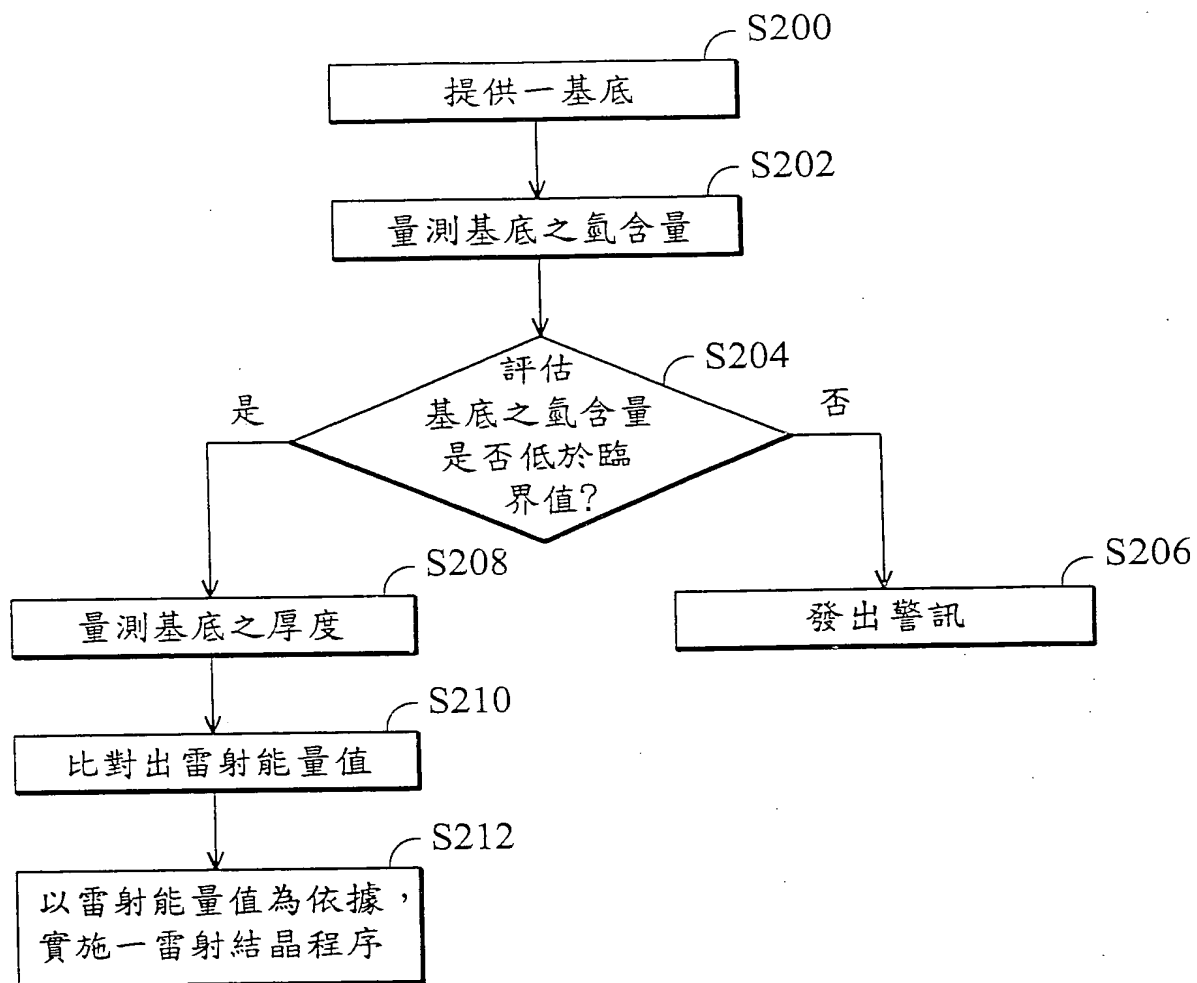 S200
提供一基底
S202
量測基底之氫含量
S204
評估
基底之氫含量
是否低於臨
界值?
是
否
S206
發出警訊
S208
量測基底之厚度
S210
比對出雷射能量值
S212
以雷射能量值為依據，
實施一雷射結晶程序